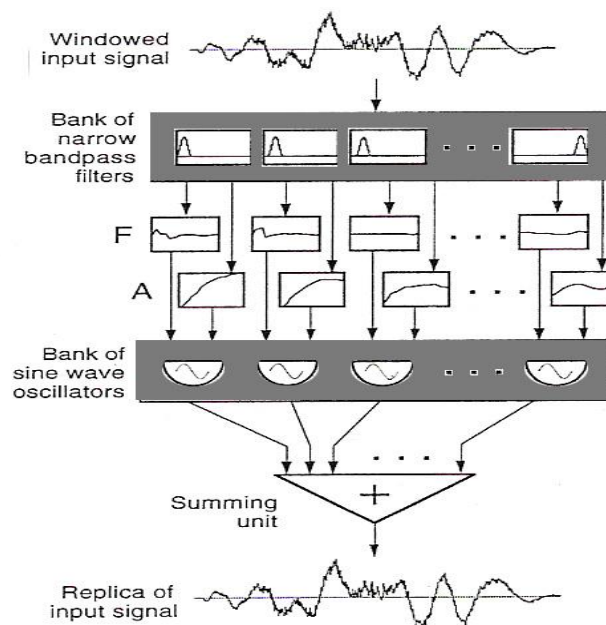 Windowed
input signal
Bank of
narrow
bandpass
filters
F
A
Bank of
sine wave
oscillators
Summing
unit
+
Replica of
input signal